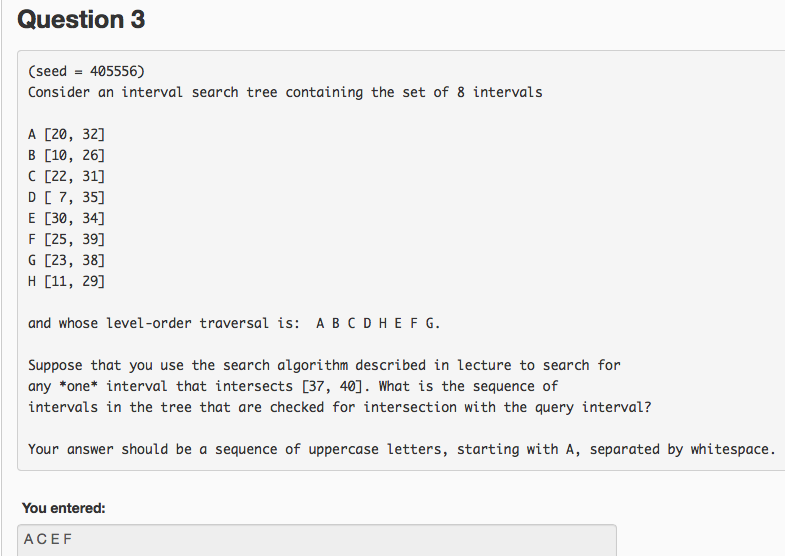 Question 3
(seed = 405556)
Consider an interval search tree containing the set of 8 intervals
A [20, 32]
B [10, 26]
C [22, 31]
D [ 7, 35]
E [30, 34]
F [25, 39]
G [23, 38]
H [11, 29]
and whose level-order traversal is:  A B C D H E F G.
Suppose that you use the search algorithm described in lecture to search for
any *one* interval that intersects [37, 40]. What is the sequence of
intervals in the tree that are checked for intersection with the query interval?
Your answer should be a sequence of uppercase letters, starting with A, separated by whitespace.
You entered:
A C E F